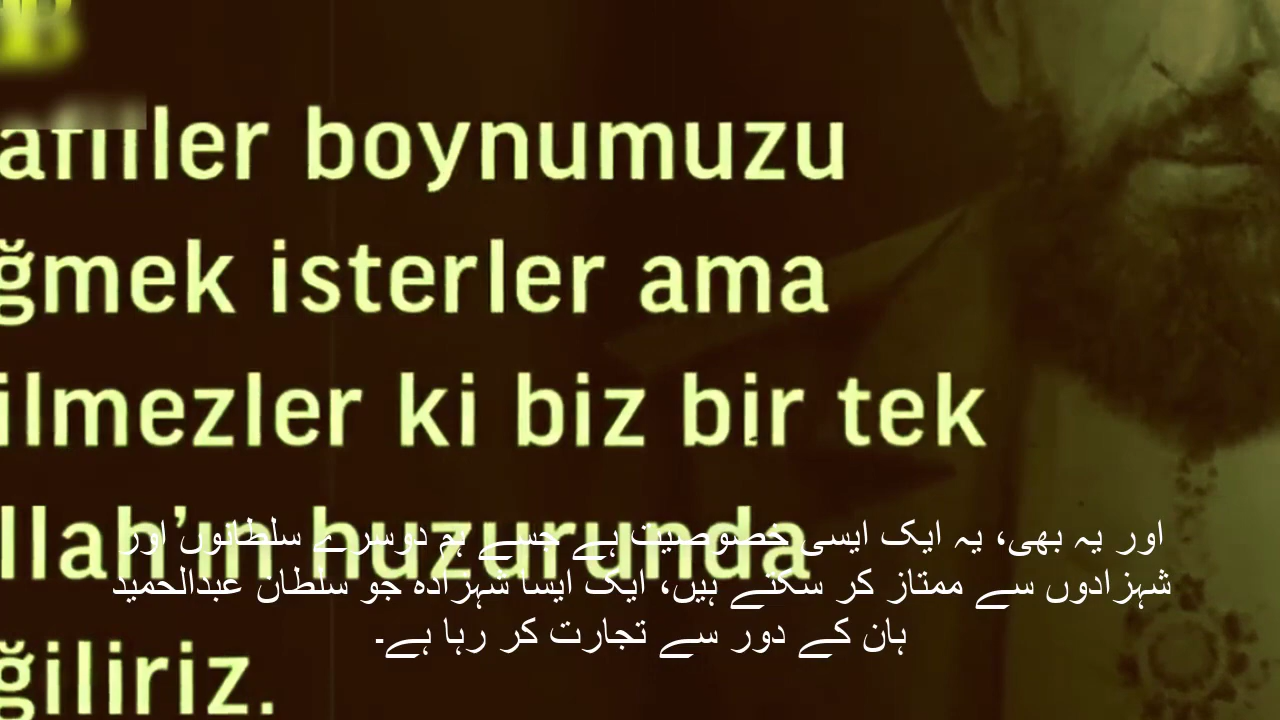 afiller boynumuzu
ğmek isterler ama
ilmezler ki biz bir tek
llah'ın huzurunda
ğiliriz.
اور یہ بھی، یہ ایک ایسی خصوصیت ہے جسے ہم دوسرے سلطانوں اور
شہزادوں سے ممتاز کر سکتے ہیں، ایک ایسا شہزادہ جو سلطان عبدالحمید
ہان کے دور سے تجارت کر رہا ہے۔